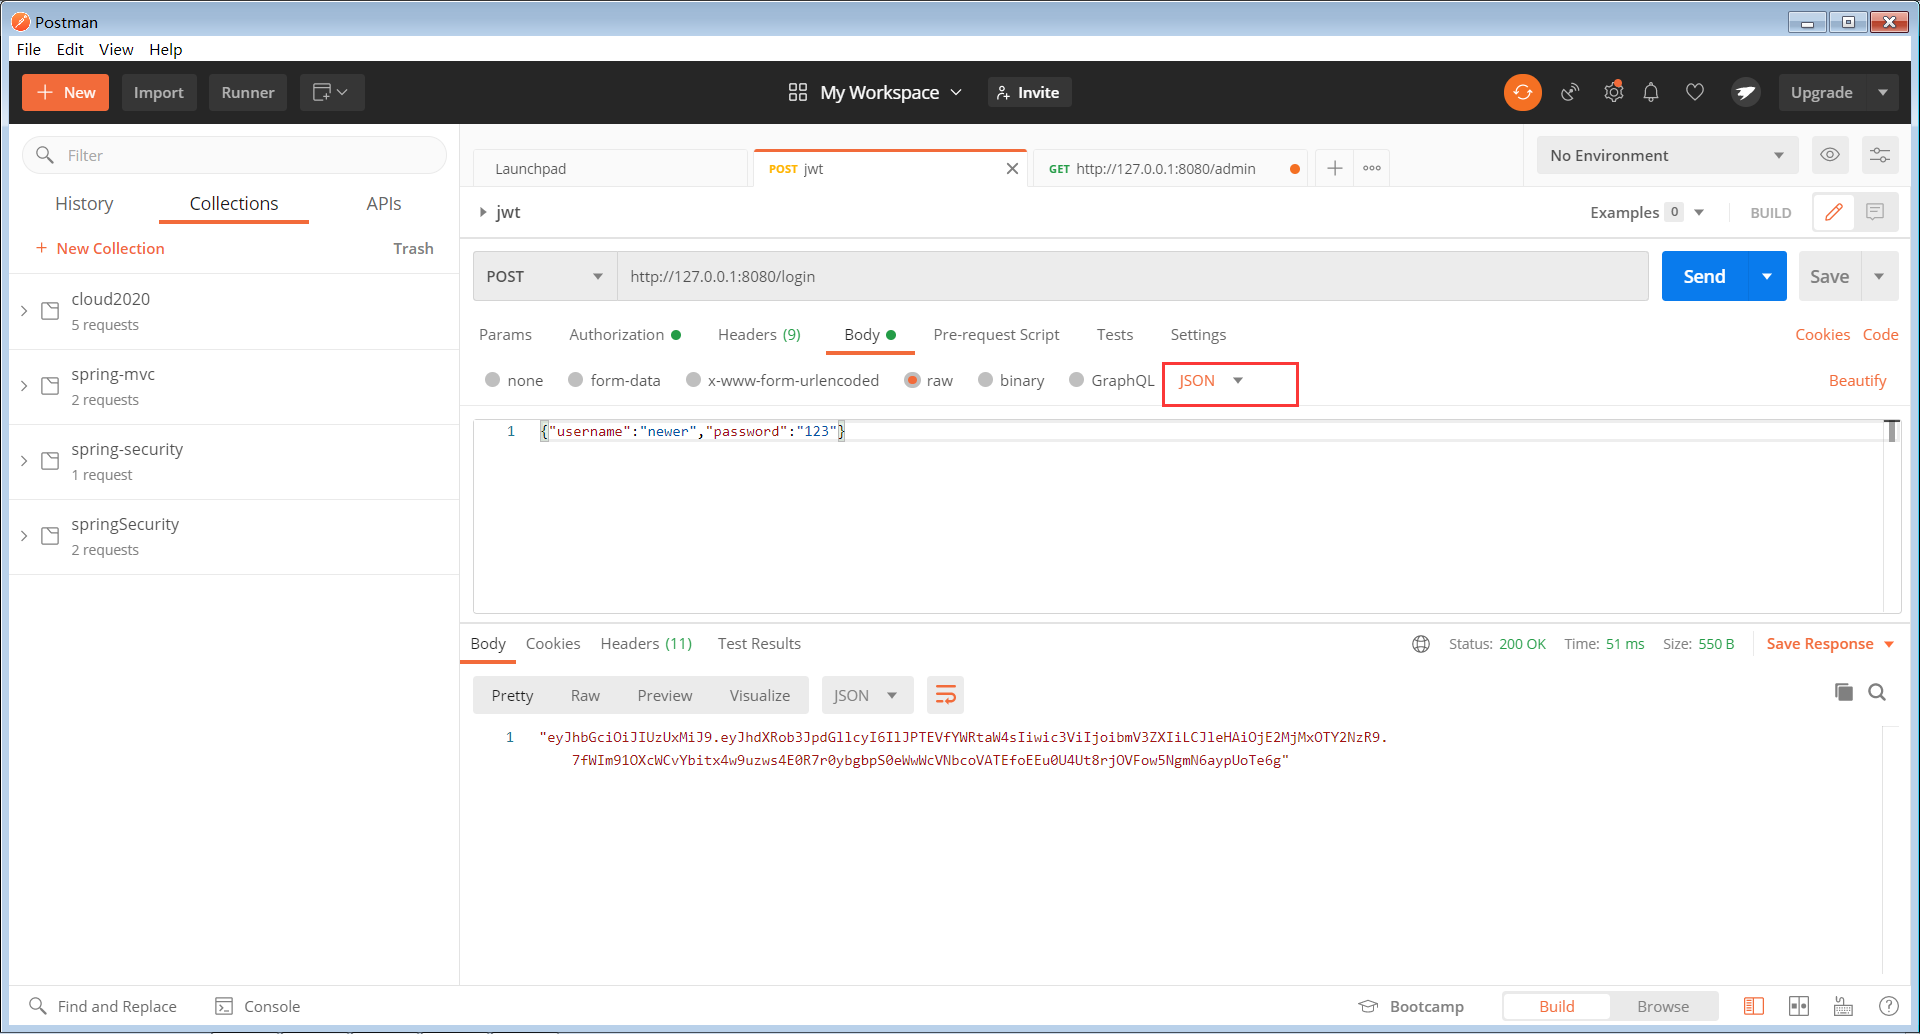 Postman
File Edit View Help
New Import Runner My Workspace Invite Upgrade
Filter
History Collections APIs
New Collection Trash
cloud2020
5 requests
spring-mvc
2 requests
spring-security
1 request
springSecurity
2 requests
Launchpad POST jwt GET http://127.0.0.1:8080/admin No Environment
jwt Examples 0 BUILD
POST http://127.0.0.1:8080/login Send Save
Params Authorization Headers (9) Body Pre-request Script Tests Settings Cookies Code
none form-data x-www-form-urlencoded raw binary GraphQL JSON Beautify
1 {"username":"newer","password":"123"}
Body Cookies Headers (11) Test Results Status: 200 OK Time: 51 ms Size: 550 B Save Response
Pretty Raw Preview Visualize JSON
1 "eyJhbGciOiJIUzUxMiJ9.eyJhdXRob3JpdGllcyI6IlJPTEVfYWRtaW4sIiwic3ViIjoibmV3ZXIiLCJleHAiOjE2MjMxOTY2NzR9.
7fWIm91OXcWCvYbitx4w9uzws4E0R7r0ybgbpS0eWwWcVNbcoVATEfoEEu0U4Ut8rjOVFow5NgmN6aypUoTe6g"
Find and Replace Console Bootcamp Build Browse